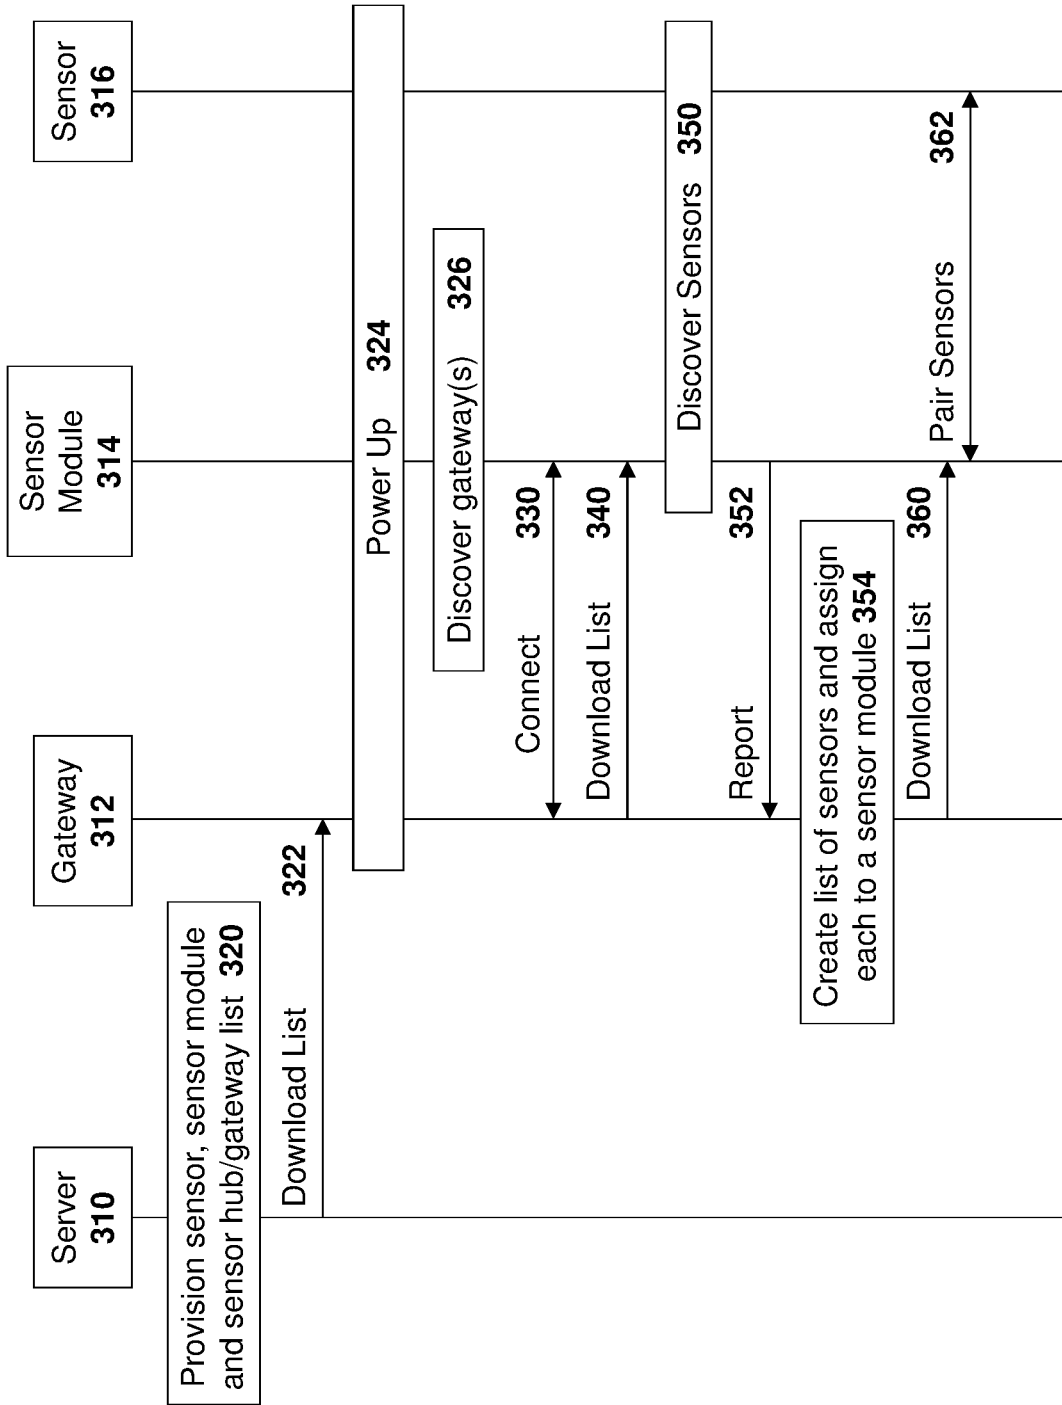 Server
310
Gateway
312
Sensor
Module
314
Sensor
316
Provision sensor, sensor module
and sensor hub/gateway list 320
Download List
322
Power Up 324
Discover gateway(s) 326
Connect
330
Download List
340
Discover Sensors 350
Report
352
Create list of sensors and assign
each to a sensor module 354
Download List
360
Pair Sensors
362